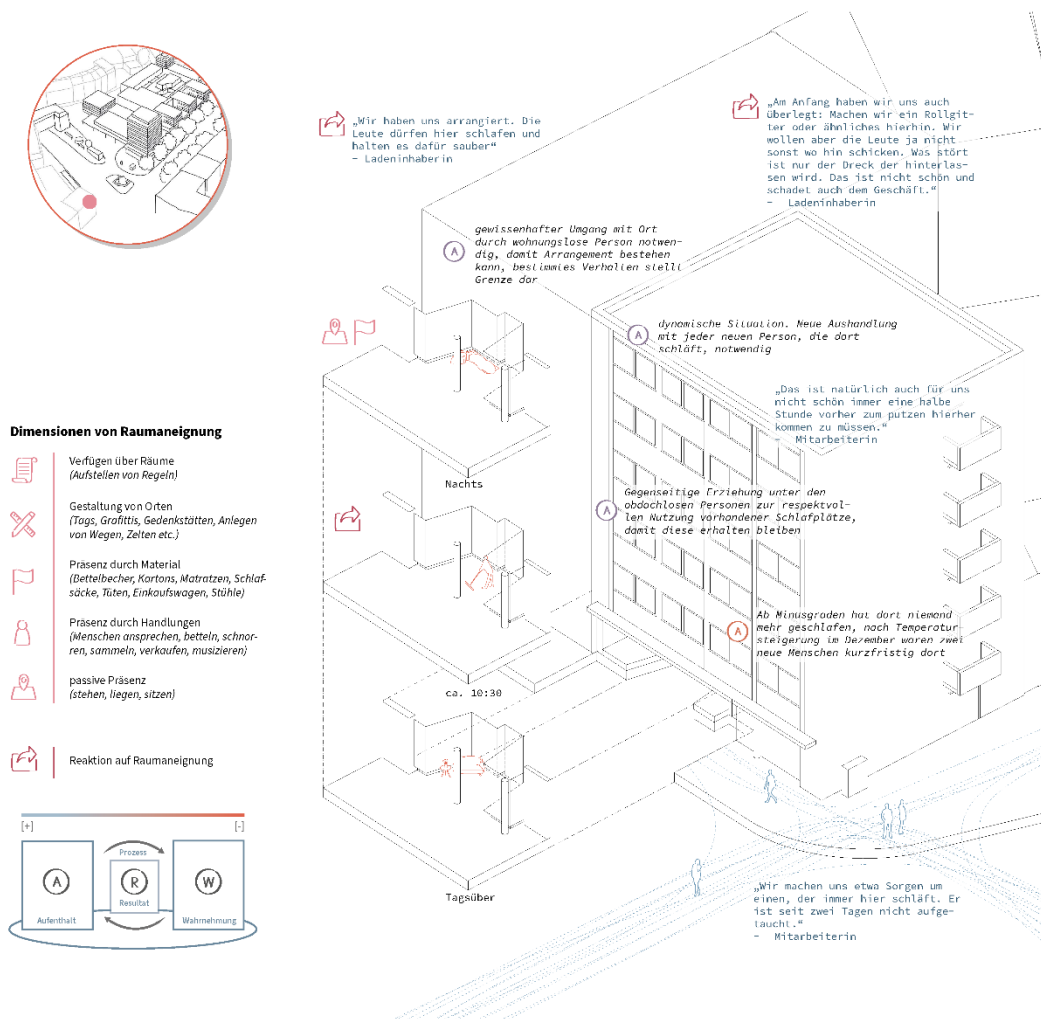 „Wir haben uns arrangiert. Die
Leute dürfen hier schlafen und
halten es dafür sauber“
– Ladeninhaberin
„Am Anfang haben wir uns auch
überlegt: Machen wir ein Rollgit-
ter oder ähnliches hierhin. Wir
wollen aber die Leute ja nicht
sonst wo hin schicken. Was stört
ist nur der Dreck der hinterlas-
sen wird. Das ist nicht schön und
schadet auch dem Geschäft.“
– Ladeninhaberin
A
gewissenhafter Umgang mit Ort
durch wohnungslose Person notwen-
dig, damit Arrangement bestehen
kann, bestimmtes Verhalten stellt
Grenze dar
A
dynamische Situation. Neue Aushandlung
mit jeder neuen Person, die dort
schläft, notwendig
„Das ist natürlich auch für uns
nicht schön immer eine halbe
Stunde vorher zum putzen hierher
kommen zu müssen.“
– Mitarbeiterin
Nachts
A
Gegenseitige Erziehung unter den
obdachlosen Personen zur respektvol-
len Nutzung vorhandener Schlafplätze,
damit diese erhalten bleiben
A
Ab Minusgraden hat dort niemand
mehr geschlafen, nach Temperatur-
steigerung im Dezember waren zwei
neue Menschen kurzfristig dort
ca. 10:30
Tagsüber
„Wir machen uns etwa Sorgen um
einen, der immer hier schläft. Er
ist seit zwei Tagen nicht aufge-
taucht.“
– Mitarbeiterin
Dimensionen von Raumaneignung
Verfügen über Räume
(Aufstellen von Regeln)
Gestaltung von Orten
(Tags, Grafittis, Gedenkstätten, Anlegen
von Wegen, Zelten etc.)
Präsenz durch Material
(Bettelbecher, Kartons, Matratzen, Schlaf-
säcke, Tüten, Einkaufswagen, Stühle)
Präsenz durch Handlungen
(Menschen ansprechen, betteln, schnor-
ren, sammeln, verkaufen, musizieren)
passive Präsenz
(stehen, liegen, sitzen)
Reaktion auf Raumaneignung
[+] [-]
Prozess
A R W
Resultat
Aufenthalt Wahrnehmung